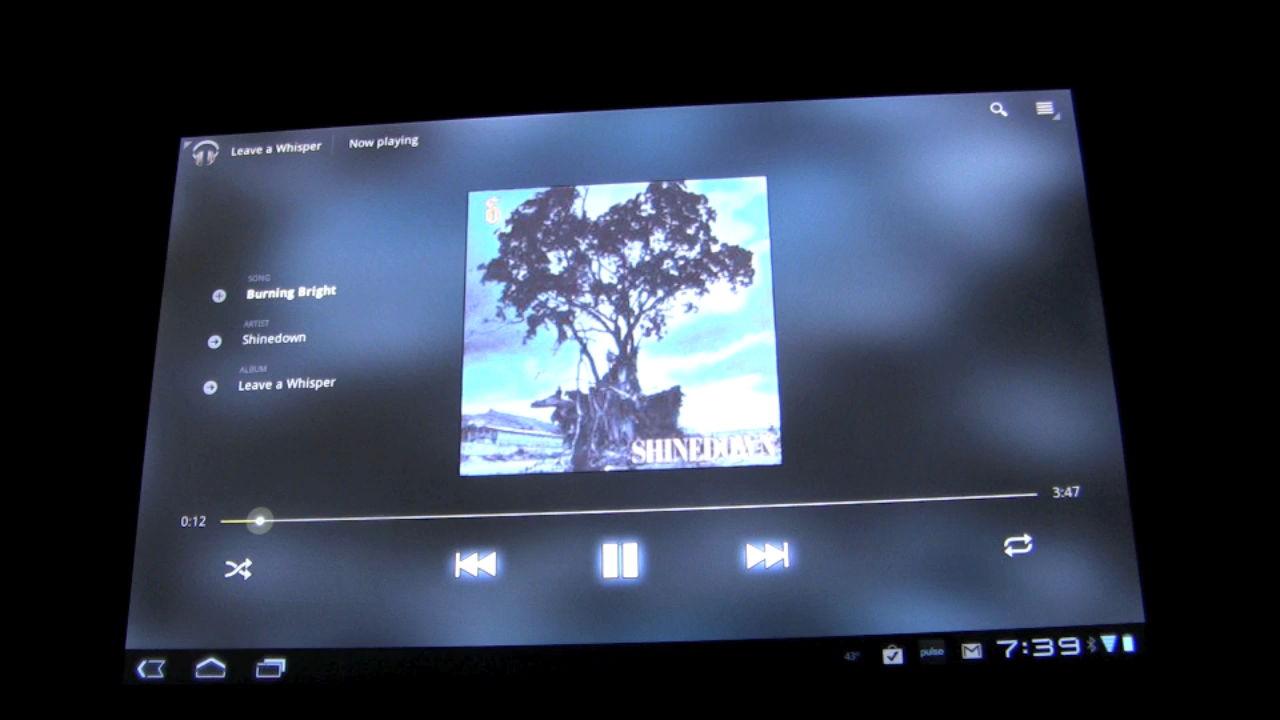 Leave a Whisper
Now playing
SONG
Burning Bright
ARTIST
Shinedown
ALBUM
Leave a Whisper
SHINEDOWN
0:12
3:47
43°
pulse
7:39